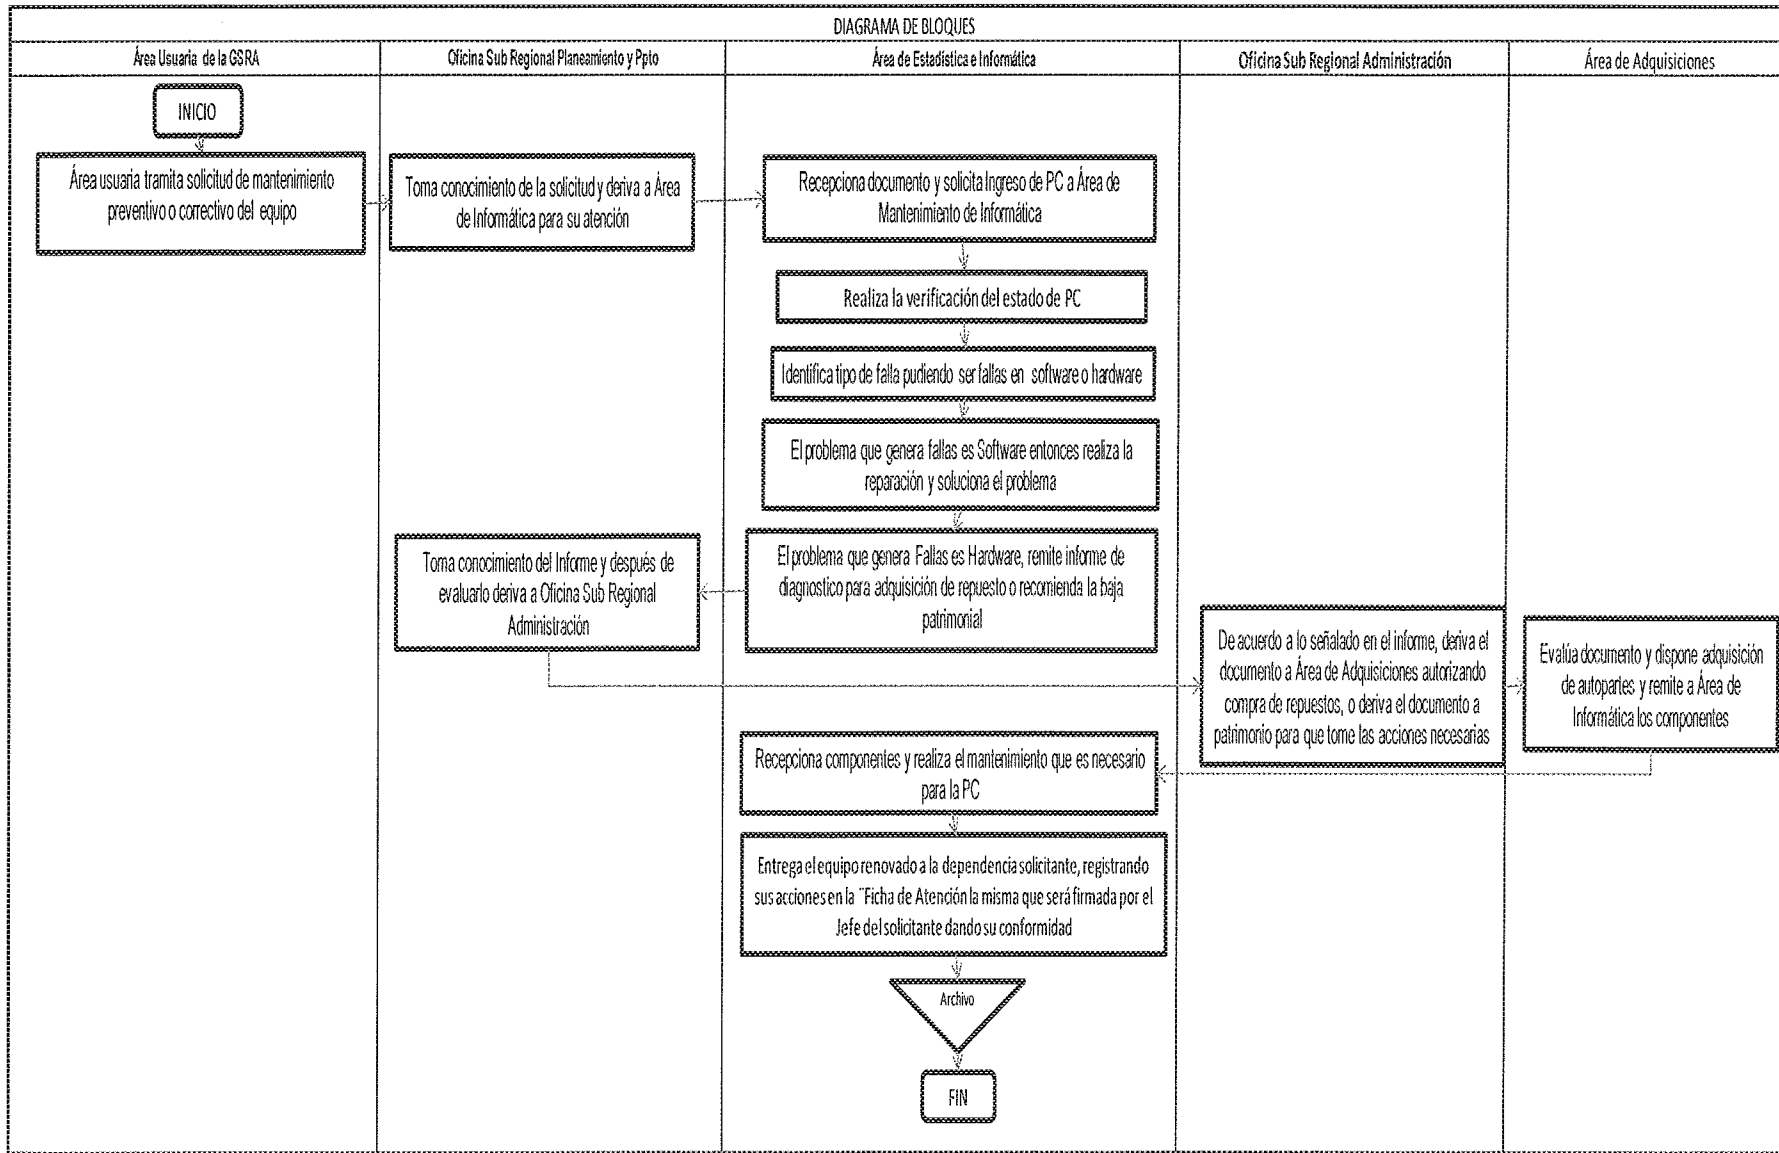 DIAGRAMA DE BLOQUES
Área Usuaria de la GSRA
Oficina Sub Regional Planeamiento y Ppto
Área de Estadística e Informática
Oficina Sub Regional Administración
Área de Adquisiciones
INICIO
Área usuaria tramita solicitud de mantenimiento
preventivo o correctivo del equipo
Toma conocimiento de la solicitud y deriva a Área
de Informática para su atención
Recepciona documento y solicita Ingreso de PC a Área de
Mantenimiento de Informática
Realiza la verificación del estado de PC
Identifica tipo de falla pudiendo ser fallas en software o hardware
El problema que genera fallas es Software entonces realiza la
reparación y soluciona el problema
El problema que genera Fallas es Hardware, remite informe de
diagnostico para adquisición de repuesto o recomienda la baja
patrimonial
Toma conocimiento del Informe y después de
evaluarlo deriva a Oficina Sub Regional
Administración
De acuerdo a lo señalado en el informe, deriva el
documento a Área de Adquisiciones autorizando
compra de repuestos, o deriva el documento a
patrimonio para que tome las acciones necesarias
Evalúa documento y dispone adquisición
de autopartes y remite a Área de
Informática los componentes
Recepciona componentes y realiza el mantenimiento que es necesario
para la PC
Entrega el equipo renovado a la dependencia solicitante, registrando
sus acciones en la ¨Ficha de Atención la misma que será firmada por el
Jefe del solicitante dando su conformidad
Archivo
FIN